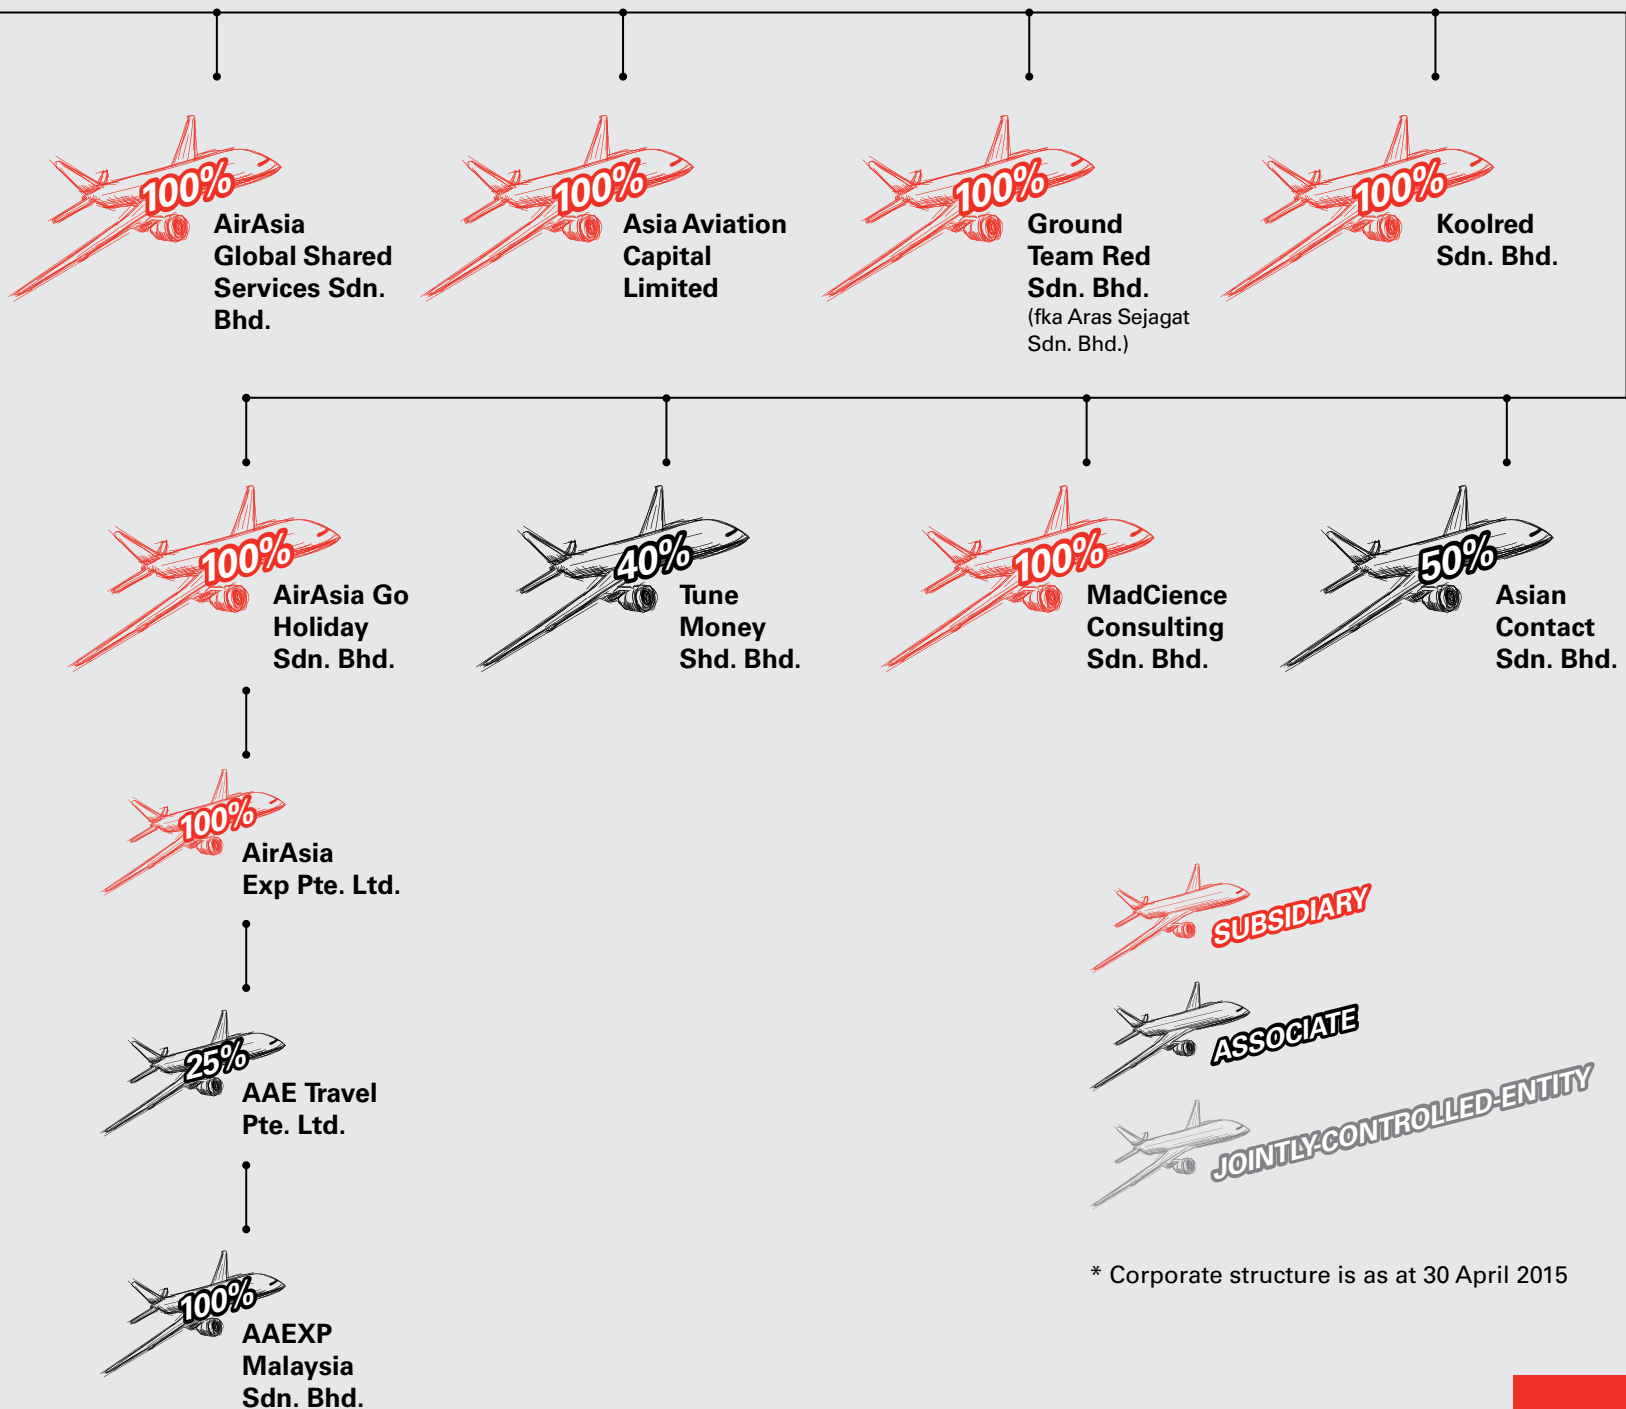 100%
AirAsia
Global Shared
Services Sdn.
Bhd.
100%
Asia Aviation
Capital
Limited
100%
Ground
Team Red
Sdn. Bhd.
(fka Aras Sejagat
Sdn. Bhd.)
100%
Koolred
Sdn. Bhd.
100%
AirAsia Go
Holiday
Sdn. Bhd.
40%
Tune
Money
Shd. Bhd.
100%
MadCience
Consulting
Sdn. Bhd.
50%
Asian
Contact
Sdn. Bhd.
100%
AirAsia
Exp Pte. Ltd.
25%
AAE Travel
Pte. Ltd.
100%
AAEXP
Malaysia
Sdn. Bhd.
SUBSIDIARY
ASSOCIATE
JOINTLY-CONTROLLED-ENTITY
* Corporate structure is as at 30 April 2015